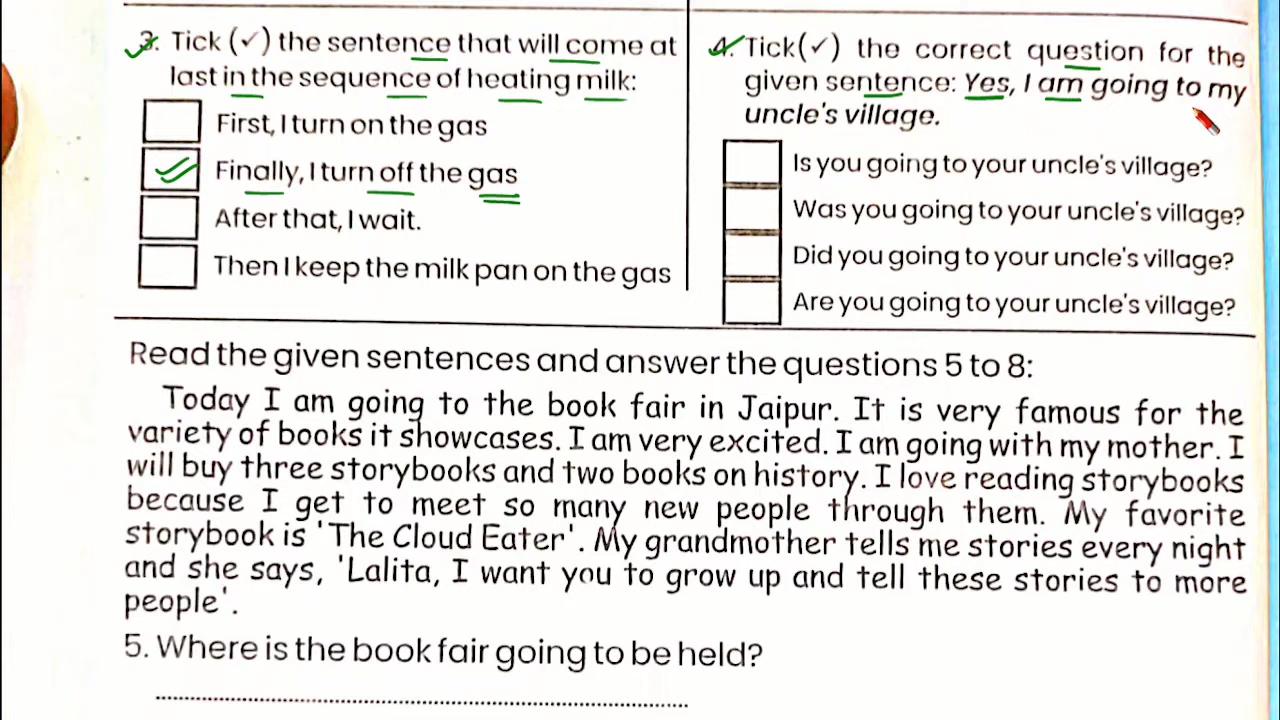 3. Tick (✓) the sentence that will come at
last in the sequence of heating milk:
First, I turn on the gas
Finally, I turn off the gas
After that, I wait.
Then I keep the milk pan on the gas
4. Tick(✓) the correct question for the
given sentence: Yes, I am going to my
uncle's village.
Is you going to your uncle's village?
Was you going to your uncle's village?
Did you going to your uncle's village?
Are you going to your uncle's village?
Read the given sentences and answer the questions 5 to 8:
Today I am going to the book fair in Jaipur. It is very famous for the
variety of books it showcases. I am very excited. I am going with my mother. I
will buy three storybooks and two books on history. I love reading storybooks
because I get to meet so many new people through them. My favorite
storybook is 'The Cloud Eater'. My grandmother tells me stories every night
and she says, 'Lalita, I want you to grow up and tell these stories to more
people'.
5. Where is the book fair going to be held?